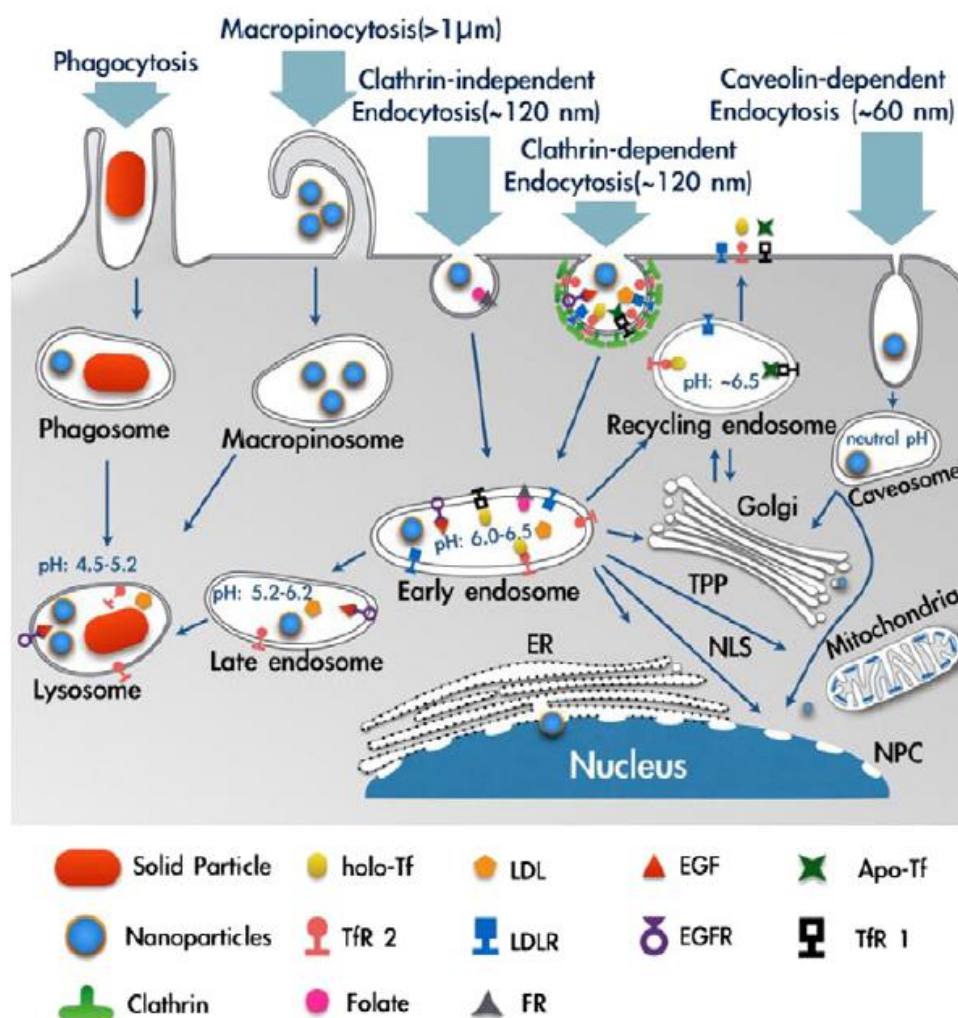 Macropinocytosis(>1μm)
Phagocytosis
Clathrin-independent
Endocytosis(~120 nm)
Caveolin-dependent
Endocytosis (~60 nm)
Clathrin-dependent
Endocytosis(~120 nm)
pH: ~6.5
Phagosome
Macropinosome
Recycling endosome
neutral pH
Caveosome
Golgi
pH: 6.0-6.5
pH: 4.5-5.2
pH: 5.2-6.2
Early endosome
TPP
Mitochondria
Late endosome
ER
NLS
Lysosome
NPC
Nucleus
Solid Particle
holo-Tf
LDL
EGF
Apo-Tf
Nanoparticles
TfR 2
LDLR
EGFR
TfR 1
Clathrin
Folate
FR